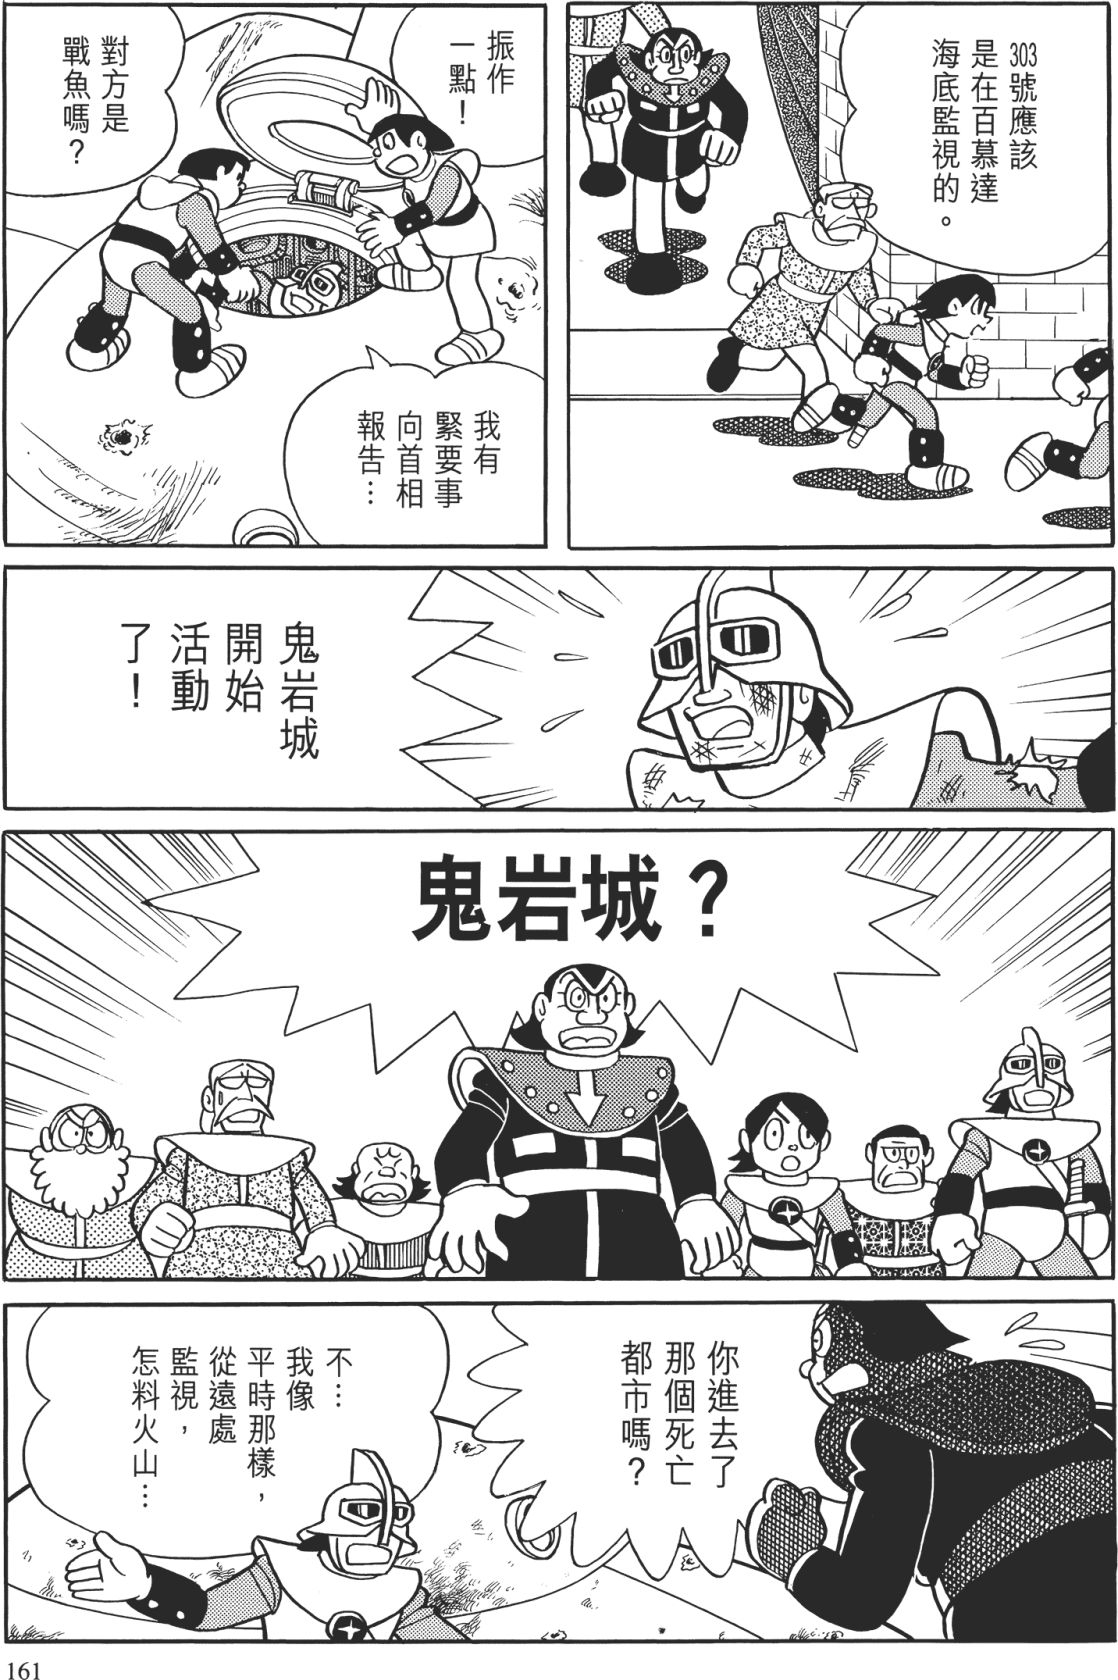 303號應該
是在百慕達
海底監視的。
振作
一點！
對方是
戰魚嗎？
我有
緊要事
向首相
報告…
鬼岩城
開始
活動
了！
鬼岩城？
你進去了
那個死亡
都市嗎？
不…
我像
平時那樣，
從遠處
監視，
怎料火山…
161